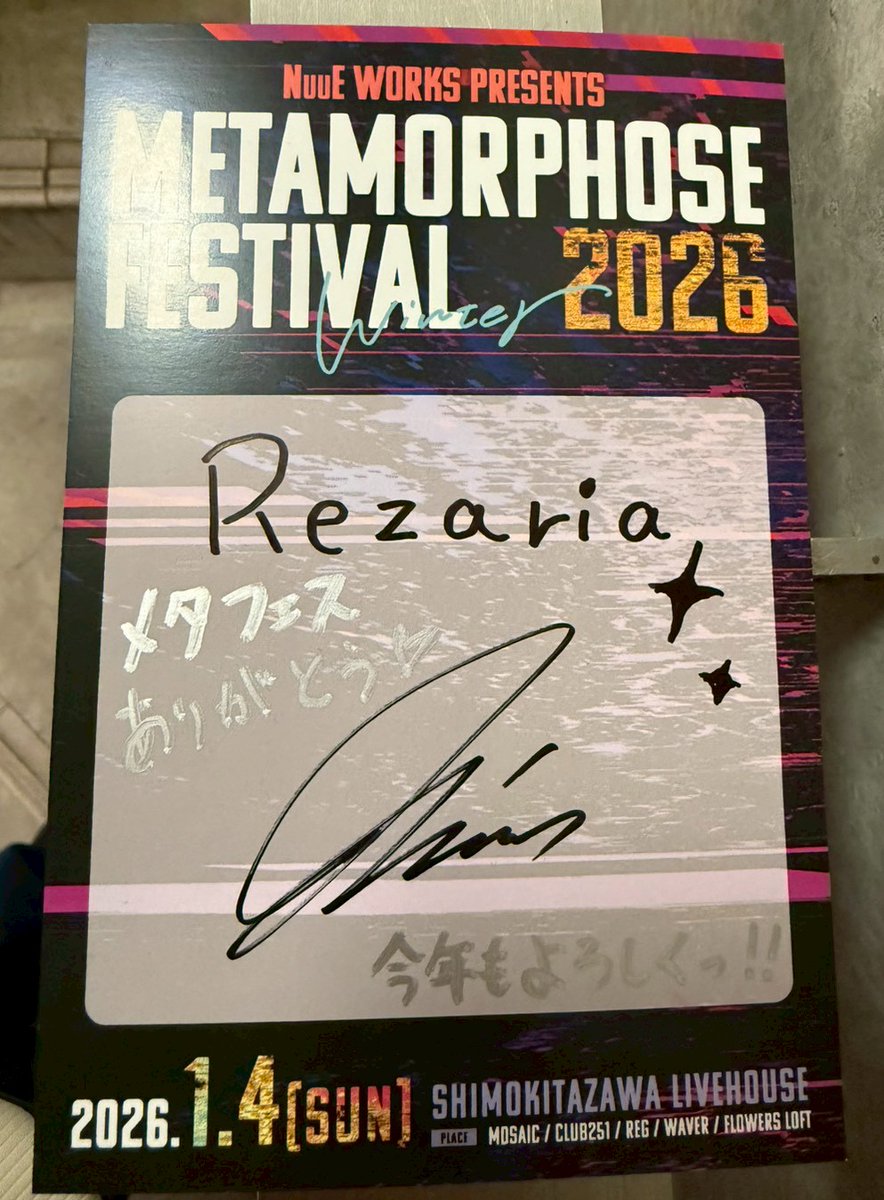 NUUE WORKS PRESENTS
METAMORPHOSE
FESTIVAL 2026
Winter
Rezaria
メタフェス
ありがとう♡
今年もよろしくっ!!
2026.1.4[SUN]
SHIMOKITAZAWA LIVEHOUSE
PLACE MOSAIC / CLUB251 / REG / WAVER / FLOWERS LOFT